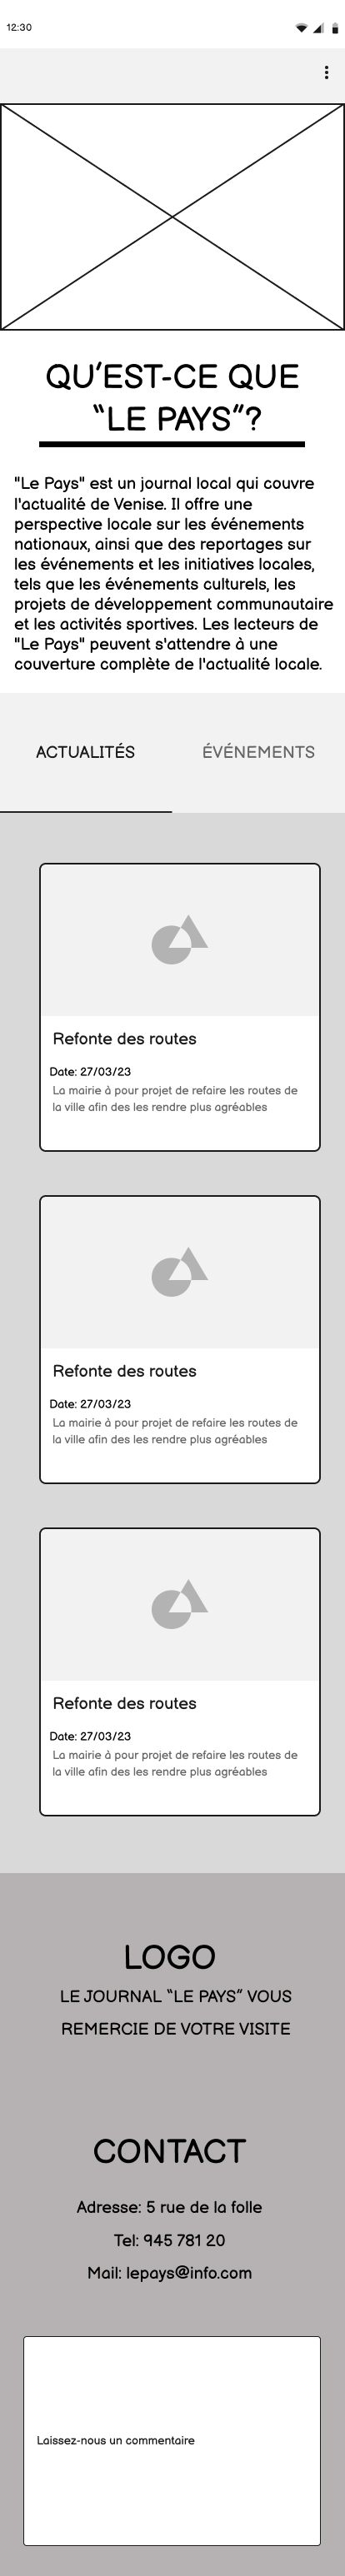 12:30
QU'EST-CE QUE
"LE PAYS"?
"Le Pays" est un journal local qui couvre
l'actualité de Venise. Il offre une
perspective locale sur les événements
nationaux, ainsi que des reportages sur
les événements et les initiatives locales,
tels que les événements culturels, les
projets de développement communautaire
et les activités sportives. Les lecteurs de
"Le Pays" peuvent s'attendre à une
couverture complète de l'actualité locale.
ACTUALITÉS
ÉVÉNEMENTS
Refonte des routes
Date: 27/03/23
La mairie à pour projet de refaire les routes de
la ville afin des les rendre plus agréables
Refonte des routes
Date: 27/03/23
La mairie à pour projet de refaire les routes de
la ville afin des les rendre plus agréables
Refonte des routes
Date: 27/03/23
La mairie à pour projet de refaire les routes de
la ville afin des les rendre plus agréables
LOGO
LE JOURNAL "LE PAYS" VOUS
REMERCIE DE VOTRE VISITE
CONTACT
Adresse: 5 rue de la folle
Tel: 945 781 20
Mail: lepays@info.com
Laissez-nous un commentaire